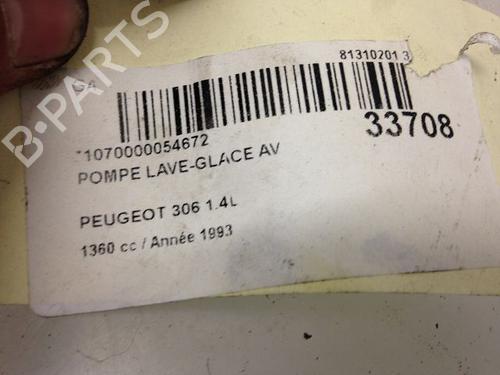 81310201 3
33708
*1070000054672
POMPE LAVE-GLACE AV
PEUGEOT 306 1.4L
1360 cc / Année 1993
B-PARTS